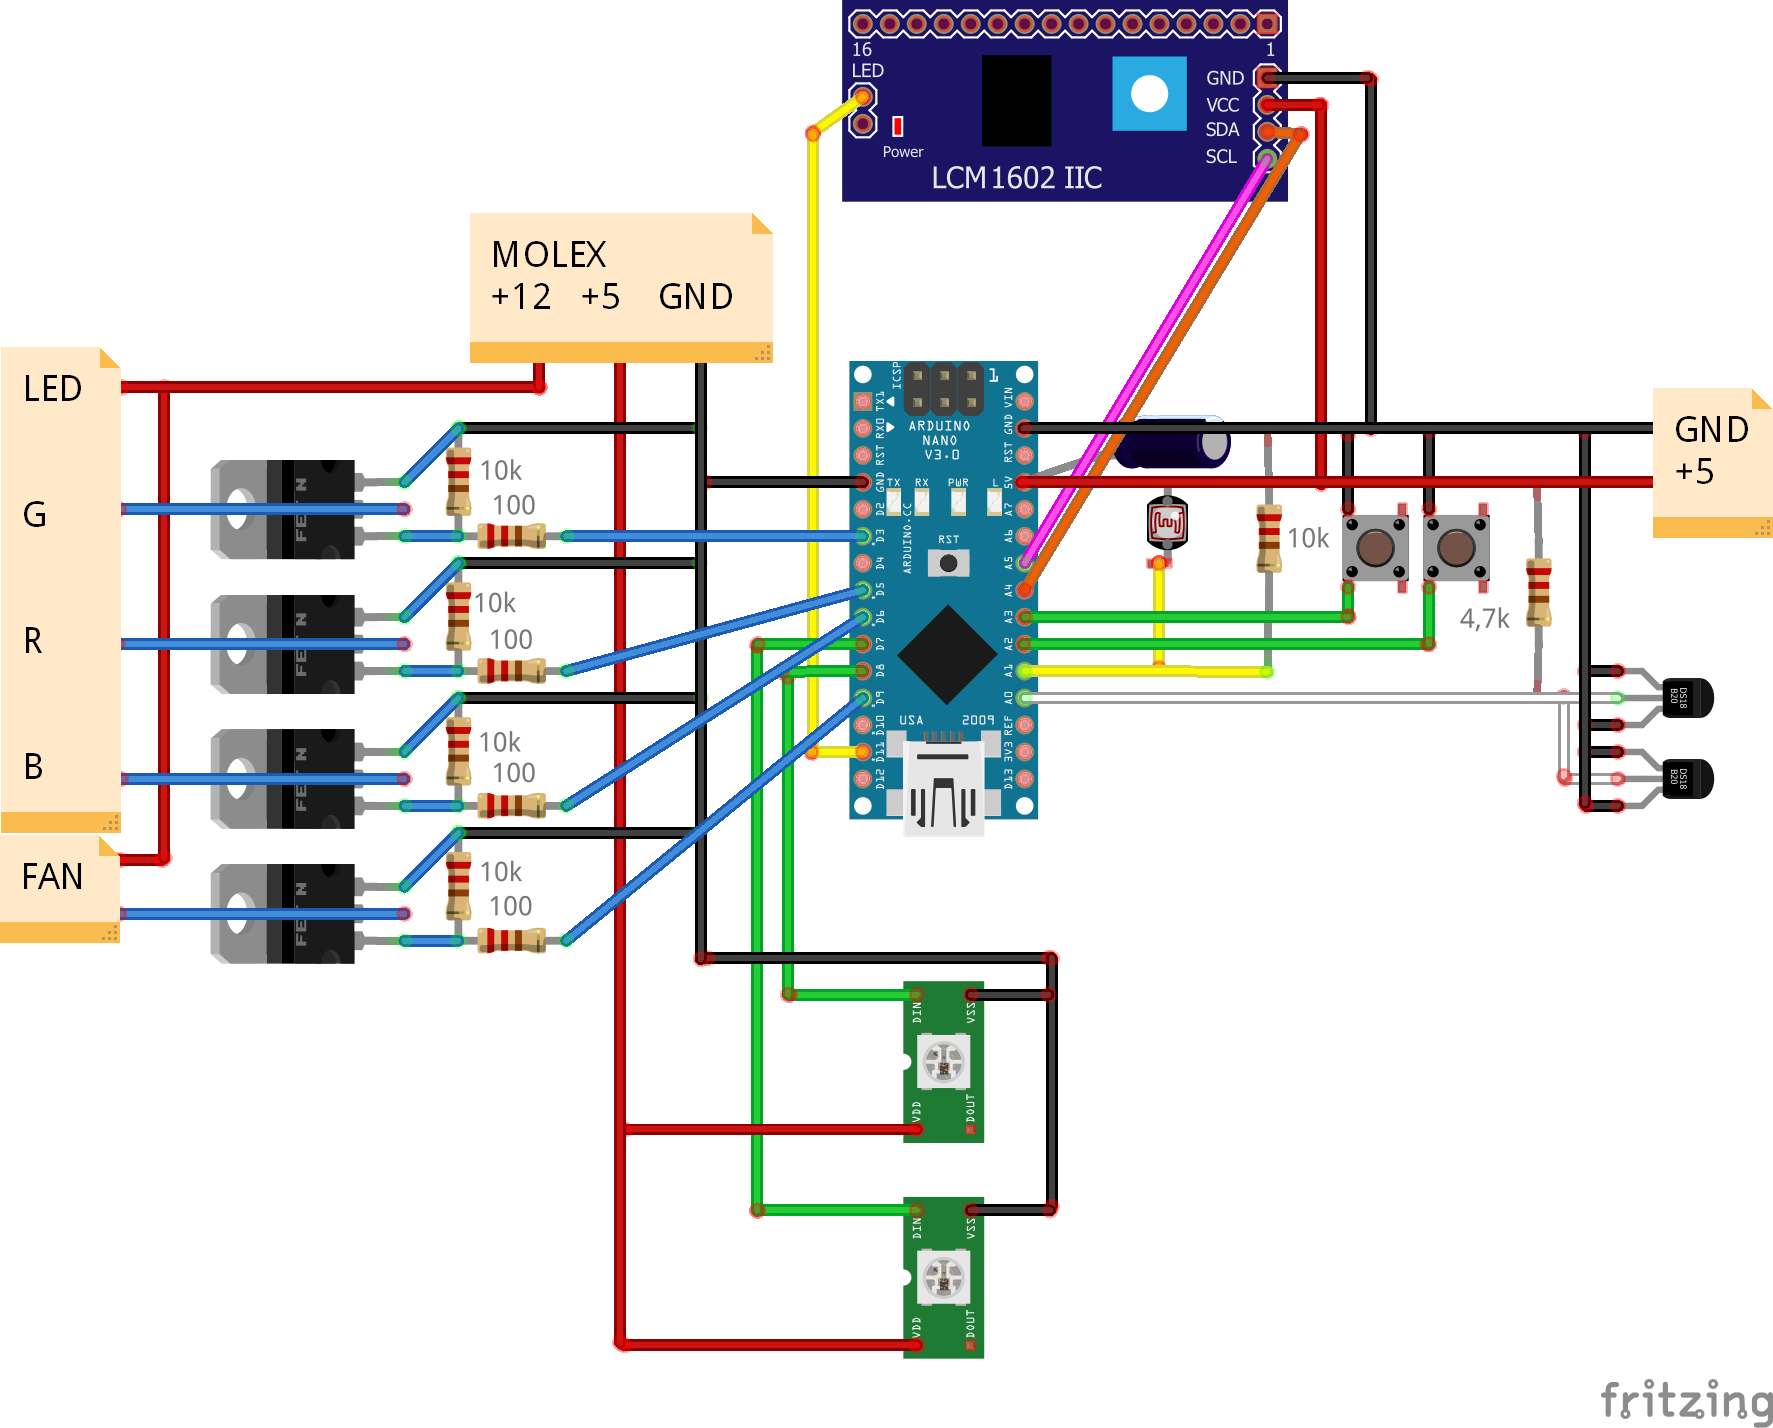 16
1
LED
GND
VCC
SDA
SCL
Power
LCM1602 IIC
MOLEX
+12 +5 GND
LED
G
R
B
FAN
10k
100
10k
100
10k
100
10k
100
ICSP
1
ARDUINO
NANO
V3.0
TX RX PWR L
ARDUINO.CC
RST
USA
2009
TX1
RX0
RST
GND
D2
D3
D4
D5
D6
D7
D8
D9
D10
D11
D12
VIN
GND
RST
5V
A7
A6
A5
A4
A3
A2
A1
A0
REF
3V3
D13
10k
4,7k
GND
+5
DS18
B20
DS18
B20
DIN
VSS
VDD
DOUT
DIN
VSS
VDD
DOUT
fritzing